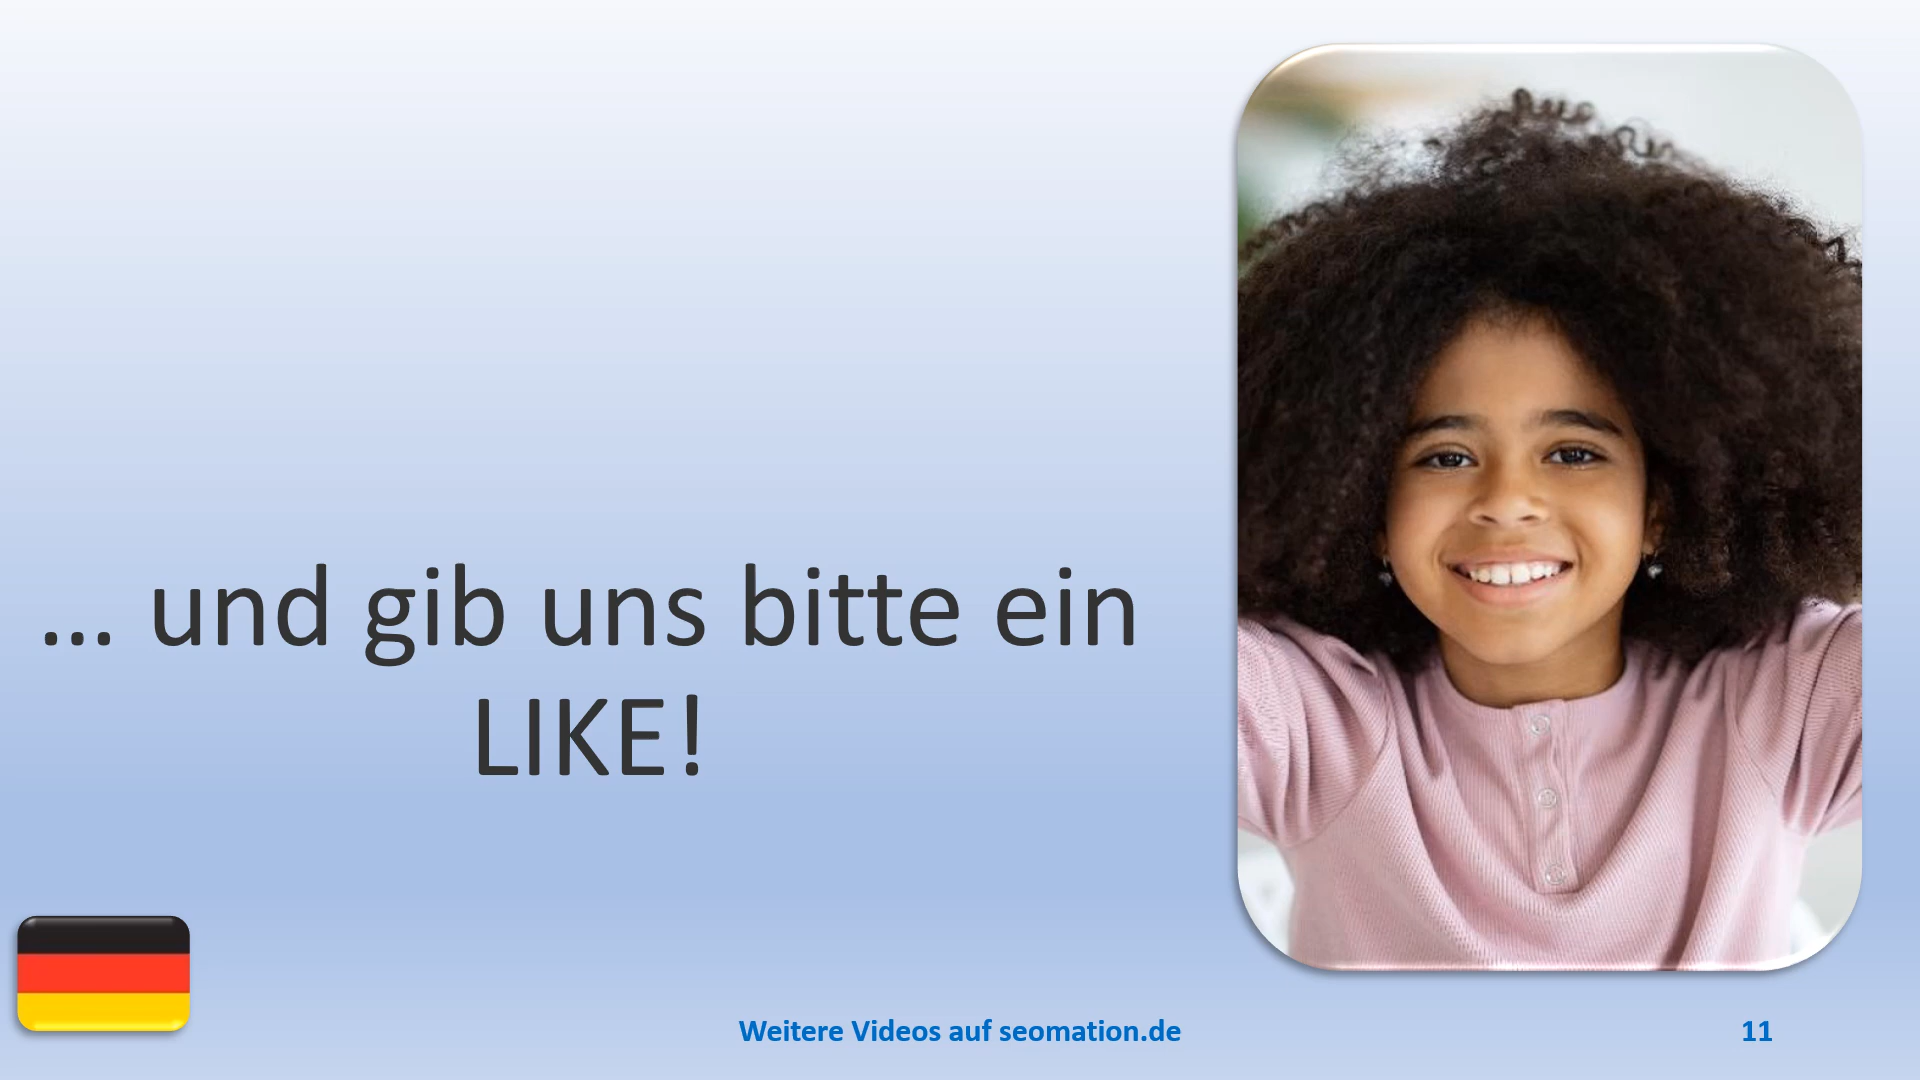 … und gib uns bitte ein
LIKE!
Weitere Videos auf seomation.de
11